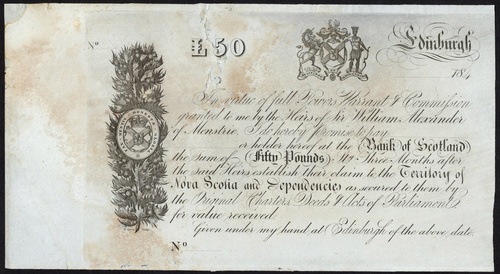 No
£50
Edinburgh
184
In virtue of full Powers Warrant & Commission
granted to me by the Heirs of Sir William Alexander
of Menstrie, I do hereby promise to pay
or holder hereof at the (Bank of Scotland)
the sum of (Fifty Pounds) Stg Three Months after
the said Heirs establish their claim to the Territory of
Nova Scotia and Dependencies as secured to them by
the Original Charters Deeds & Acts of Parliament
for value received
Given under my hand at Edinburgh of the above date
No